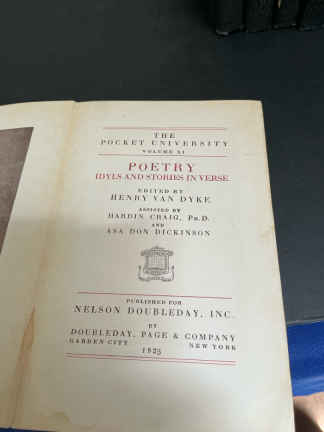 THE
POCKET UNIVERSITY
VOLUME XI
POETRY
IDYLS AND STORIES IN VERSE
EDITED BY
HENRY VAN DYKE
ASSISTED BY
HARDIN CRAIG, Ph.D.
AND
ASA DON DICKINSON
PUBLISHED FOR
NELSON DOUBLEDAY, INC.
BY
DOUBLEDAY, PAGE & COMPANY
GARDEN CITY NEW YORK
1925